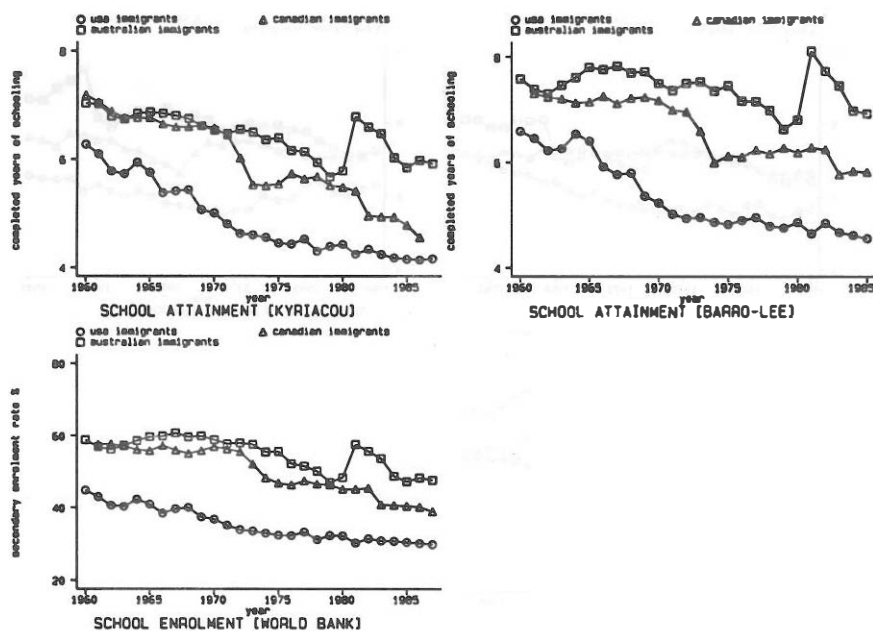 ○ usa immigrants △ canadian immigrants
□ australian immigrants
completed years of schooling
8
6
4
1960 1965 1970 1975 1980 1985
year
SCHOOL ATTAINMENT [KYRIACOU]
○ usa immigrants △ canadian immigrants
□ australian immigrants
completed years of schooling
8
6
4
1960 1965 1970 1975 1980 1985
year
SCHOOL ATTAINMENT [BARRO-LEE]
○ usa immigrants △ canadian immigrants
□ australian immigrants
secondary enrolment rate %
80
60
40
20
1960 1965 1970 1975 1980 1985
year
SCHOOL ENROLMENT [WORLD BANK]